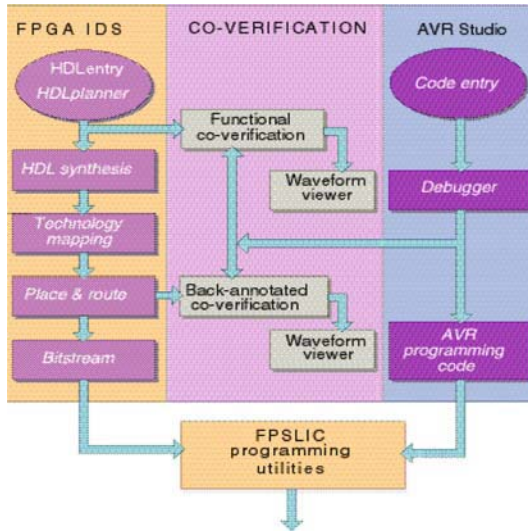 FPGA IDS
CO-VERIFICATION
AVR Studio
HDLentry
HDLplanner
Functional
co-verification
Code entry
HDL synthesis
Waveform
viewer
Debugger
Technology
mapping
Place & route
Back-annotated
co-verification
Bitstream
Waveform
viewer
AVR
programming
code
FPSLIC
programming
utilities